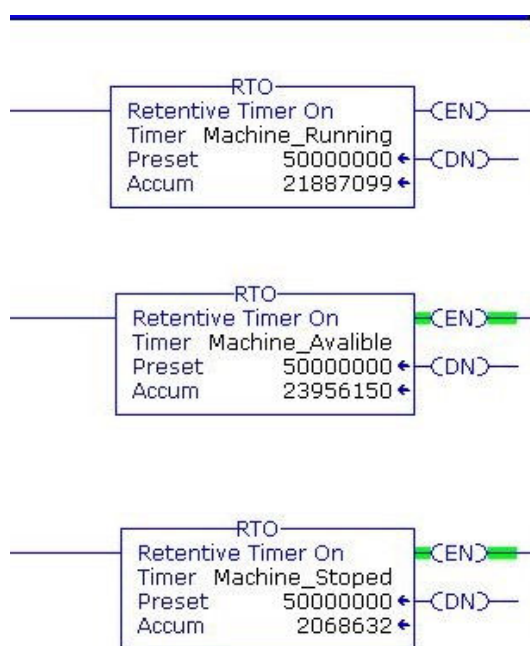 RTO
Retentive Timer On
(EN)
Timer Machine_Running
Preset 50000000
(DN)
Accum 21887099
RTO
Retentive Timer On
(EN)
Timer Machine_Avalible
Preset 50000000
(DN)
Accum 23956150
RTO
Retentive Timer On
(EN)
Timer Machine_Stoped
Preset 50000000
(DN)
Accum 2068632